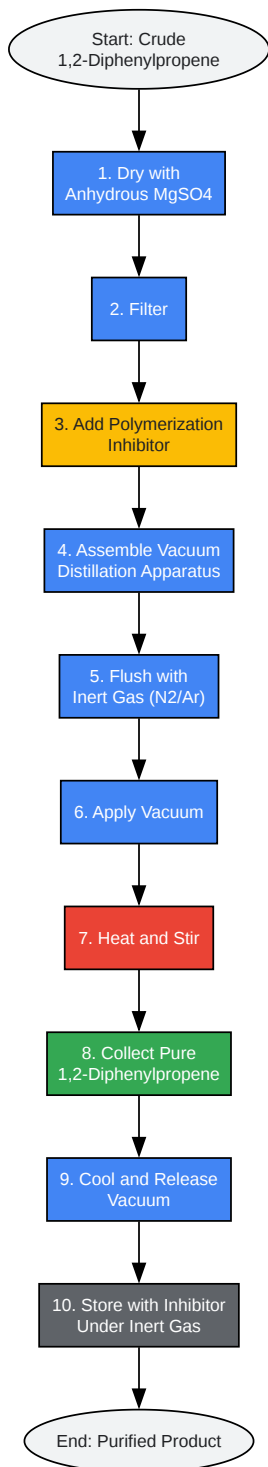 Start: Crude
1,2-Diphenylpropene
1. Dry with
Anhydrous MgSO4
2. Filter
3. Add Polymerization
Inhibitor
4. Assemble Vacuum
Distillation Apparatus
5. Flush with
Inert Gas (N2/Ar)
6. Apply Vacuum
7. Heat and Stir
8. Collect Pure
1,2-Diphenylpropene
9. Cool and Release
Vacuum
10. Store with Inhibitor
Under Inert Gas
End: Purified Product